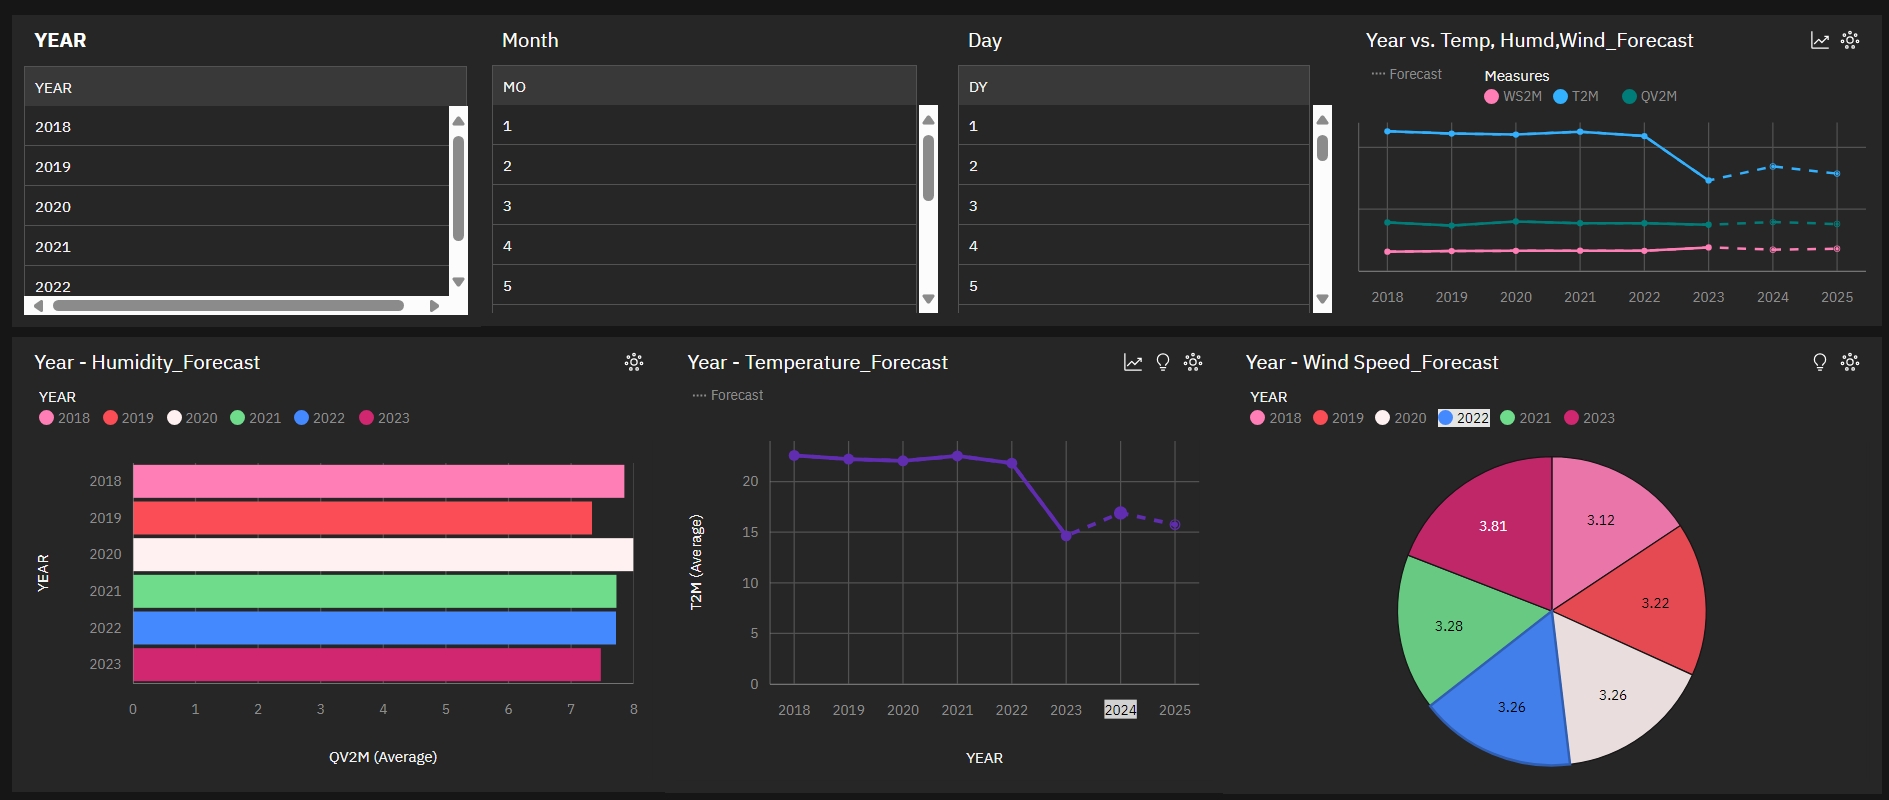 YEAR
YEAR
2018
2019
2020
2021
2022
Month
MO
1
2
3
4
5
Day
DY
1
2
3
4
5
Year vs. Temp, Humd,Wind_Forecast
Forecast
Measures
WS2M T2M QV2M
2018 2019 2020 2021 2022 2023 2024 2025
Year - Humidity_Forecast
YEAR
2018 2019 2020 2021 2022 2023
YEAR
2018
2019
2020
2021
2022
2023
0 1 2 3 4 5 6 7 8
QV2M (Average)
Year - Temperature_Forecast
Forecast
T2M (Average)
20
15
10
5
0
2018 2019 2020 2021 2022 2023 2024 2025
YEAR
Year - Wind Speed_Forecast
YEAR
2018 2019 2020 2022 2021 2023
3.81 3.12
3.22
3.28
3.26
3.26